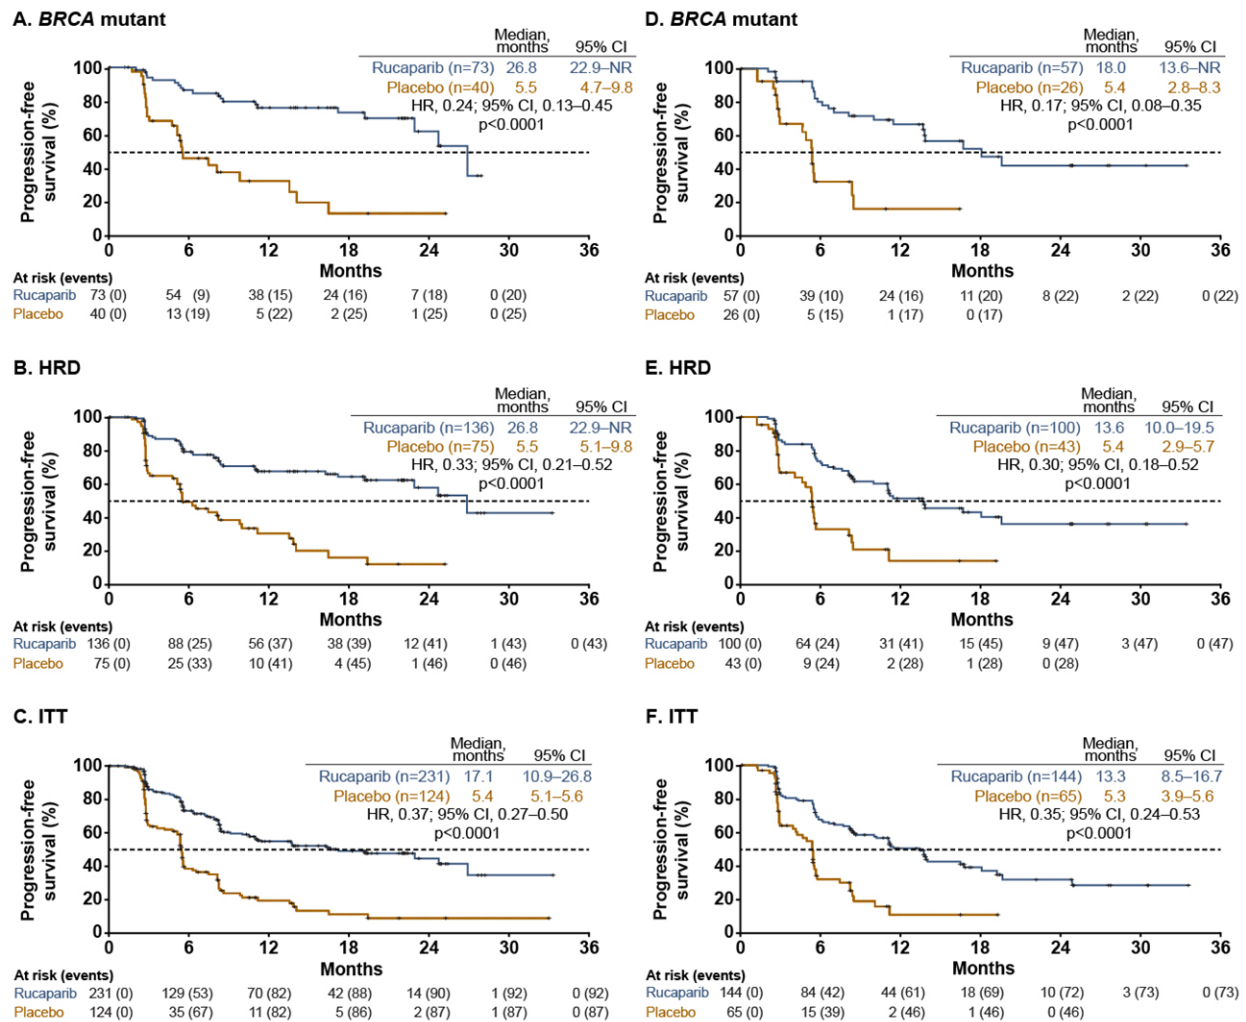 A. BRCA mutant
Median, months 95% CI
Rucaparib (n=73) 26.8 22.9–NR
Placebo (n=40) 5.5 4.7–9.8
HR, 0.24; 95% CI, 0.13–0.45
p<0.0001
Progression-free survival (%)
100
80
60
40
20
0
0 6 12 18 24 30 36
Months
At risk (events)
Rucaparib 73 (0) 54 (9) 38 (15) 24 (16) 7 (18) 0 (20)
Placebo 40 (0) 13 (19) 5 (22) 2 (25) 1 (25) 0 (25)
B. HRD
Median, months 95% CI
Rucaparib (n=136) 26.8 22.9–NR
Placebo (n=75) 5.5 5.1–9.8
HR, 0.33; 95% CI, 0.21–0.52
p<0.0001
Progression-free survival (%)
100
80
60
40
20
0
0 6 12 18 24 30 36
Months
At risk (events)
Rucaparib 136 (0) 88 (25) 56 (37) 38 (39) 12 (41) 1 (43) 0 (43)
Placebo 75 (0) 25 (33) 10 (41) 4 (45) 1 (46) 0 (46)
C. ITT
Median, months 95% CI
Rucaparib (n=231) 17.1 10.9–26.8
Placebo (n=124) 5.4 5.1–5.6
HR, 0.37; 95% CI, 0.27–0.50
p<0.0001
Progression-free survival (%)
100
80
60
40
20
0
0 6 12 18 24 30 36
Months
At risk (events)
Rucaparib 231 (0) 129 (53) 70 (82) 42 (88) 14 (90) 1 (92) 0 (92)
Placebo 124 (0) 35 (67) 11 (82) 5 (86) 2 (87) 1 (87) 0 (87)
D. BRCA mutant
Median, months 95% CI
Rucaparib (n=57) 18.0 13.6–NR
Placebo (n=26) 5.4 2.8–8.3
HR, 0.17; 95% CI, 0.08–0.35
p<0.0001
Progression-free survival (%)
100
80
60
40
20
0
0 6 12 18 24 30 36
Months
At risk (events)
Rucaparib 57 (0) 39 (10) 24 (16) 11 (20) 8 (22) 2 (22) 0 (22)
Placebo 26 (0) 5 (15) 1 (17) 0 (17)
E. HRD
Median, months 95% CI
Rucaparib (n=100) 13.6 10.0–19.5
Placebo (n=43) 5.4 2.9–5.7
HR, 0.30; 95% CI, 0.18–0.52
p<0.0001
Progression-free survival (%)
100
80
60
40
20
0
0 6 12 18 24 30 36
Months
At risk (events)
Rucaparib 100 (0) 64 (24) 31 (41) 15 (45) 9 (47) 3 (47) 0 (47)
Placebo 43 (0) 9 (24) 2 (28) 1 (28) 0 (28)
F. ITT
Median, months 95% CI
Rucaparib (n=144) 13.3 8.5–16.7
Placebo (n=65) 5.3 3.9–5.6
HR, 0.35; 95% CI, 0.24–0.53
p<0.0001
Progression-free survival (%)
100
80
60
40
20
0
0 6 12 18 24 30 36
Months
At risk (events)
Rucaparib 144 (0) 84 (42) 44 (61) 18 (69) 10 (72) 3 (73) 0 (73)
Placebo 65 (0) 15 (39) 2 (46) 1 (46) 0 (46)